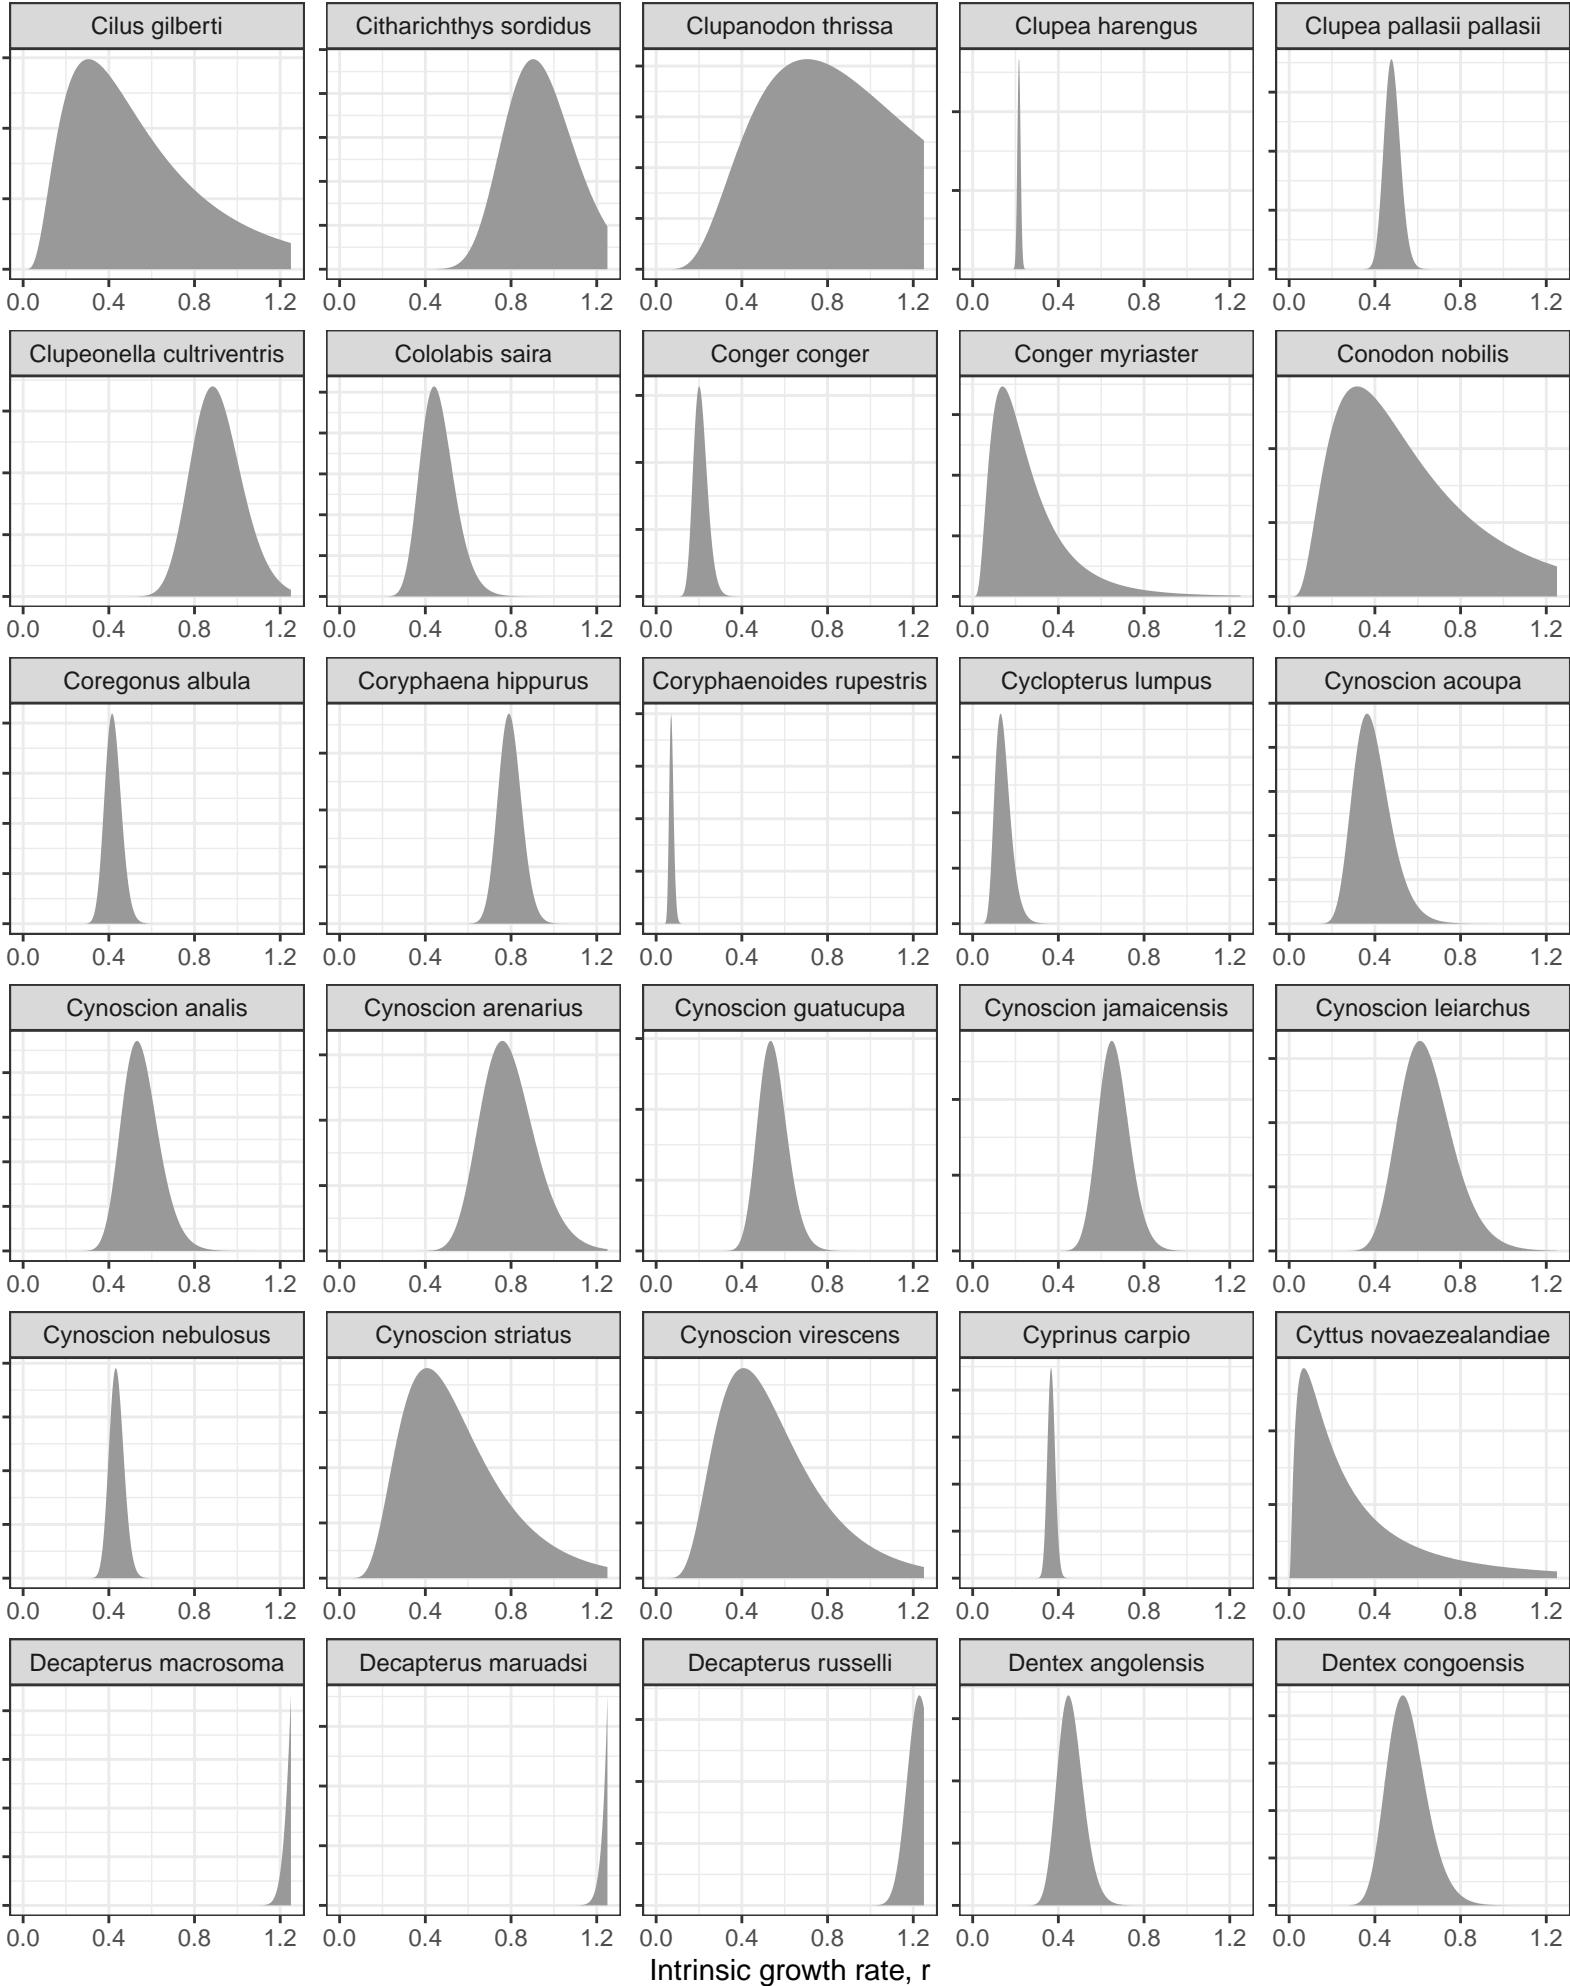 Cilus gilberti Citharichthys sordidus Clupanodon thrissa Clupea harengus Clupea pallasii pallasii
0.0 0.4 0.8 1.2 0.0 0.4 0.8 1.2 0.0 0.4 0.8 1.2 0.0 0.4 0.8 1.2 0.0 0.4 0.8 1.2
Clupeonella cultriventris Cololabis saira Conger conger Conger myriaster Conodon nobilis
0.0 0.4 0.8 1.2 0.0 0.4 0.8 1.2 0.0 0.4 0.8 1.2 0.0 0.4 0.8 1.2 0.0 0.4 0.8 1.2
Coregonus albula Coryphaena hippurus Coryphaenoides rupestris Cyclopterus lumpus Cynoscion acoupa
0.0 0.4 0.8 1.2 0.0 0.4 0.8 1.2 0.0 0.4 0.8 1.2 0.0 0.4 0.8 1.2 0.0 0.4 0.8 1.2
Cynoscion analis Cynoscion arenarius Cynoscion guatucupa Cynoscion jamaicensis Cynoscion leiarchus
0.0 0.4 0.8 1.2 0.0 0.4 0.8 1.2 0.0 0.4 0.8 1.2 0.0 0.4 0.8 1.2 0.0 0.4 0.8 1.2
Cynoscion nebulosus Cynoscion striatus Cynoscion virescens Cyprinus carpio Cyttus novaezealandiae
0.0 0.4 0.8 1.2 0.0 0.4 0.8 1.2 0.0 0.4 0.8 1.2 0.0 0.4 0.8 1.2 0.0 0.4 0.8 1.2
Decapterus macrosoma Decapterus maruadsi Decapterus russelli Dentex angolensis Dentex congoensis
0.0 0.4 0.8 1.2 0.0 0.4 0.8 1.2 0.0 0.4 0.8 1.2 0.0 0.4 0.8 1.2 0.0 0.4 0.8 1.2
Intrinsic growth rate, r